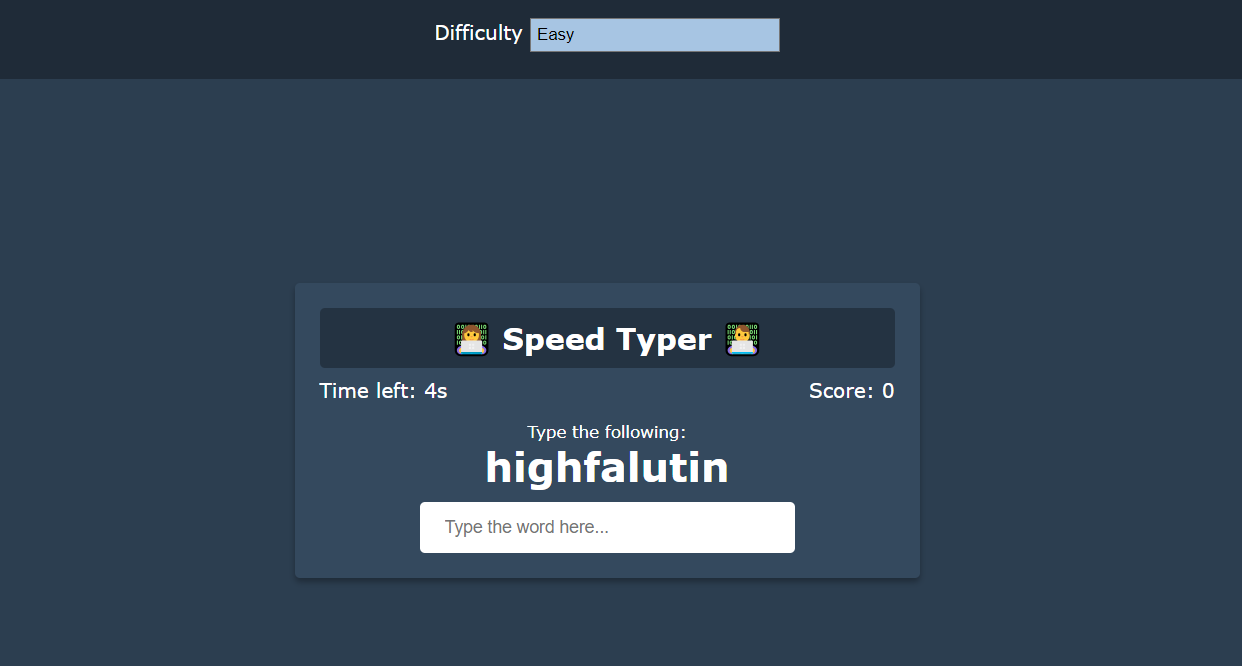 Difficulty Easy
Speed Typer
Time left: 4s Score: 0
Type the following:
highfalutin
Type the word here...